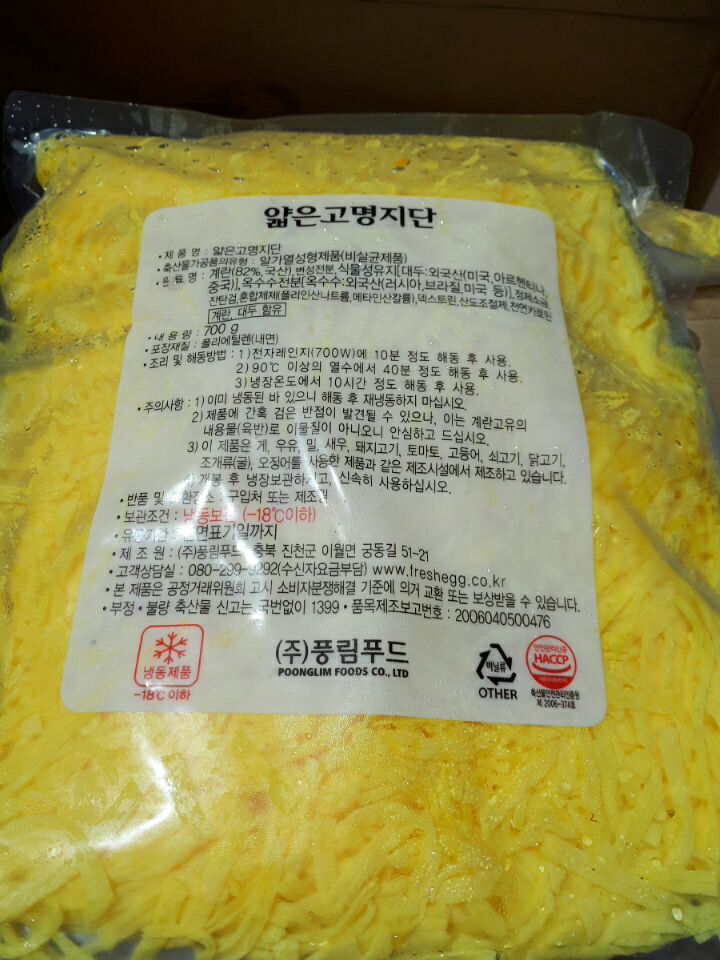 얇은고명지단
• 제 품 명 : 얇은고명지단
• 축산물가공품의유형 : 알가열성형제품(비살균제품)
• 원 료 명 : 계란(82%, 국산), 변성전분, 식물성유지[대두:외국산(미국,아르헨티나,
중국)], 옥수수전분[옥수수:외국산(러시아,브라질,미국 등)],정제소금,
잔탄검,혼합제제(폴리인산나트륨,메타인산칼륨),덱스트린,산도조절제,천연카로틴
계란, 대두 함유
• 내 용 량 : 700 g
• 포장재질 : 폴리에틸렌(내면)
• 조리 및 해동방법 : 1)전자레인지(700W)에 10분 정도 해동 후 사용.
2)90℃ 이상의 열수에서 40분 정도 해동 후 사용.
3)냉장온도에서 10시간 정도 해동 후 사용.
• 주의사항 : 1)이미 냉동된 바 있으니 해동 후 재냉동하지 마십시오.
2)제품에 간혹 검은 반점이 발견될 수 있으나, 이는 계란고유의
내용물(육반)로 이물질이 아니오니 안심하고 드십시오.
3)이 제품은 게, 우유, 밀, 새우, 돼지고기, 토마토, 고등어, 쇠고기, 닭고기,
조개류(굴), 오징어를 사용한 제품과 같은 제조시설에서 제조하고 있습니다.
4)개봉 후 냉장보관하시고, 신속히 사용하십시오.
• 반품 및 교환장소 : 구입처 또는 제조원
• 보관조건 : 냉동보관(-18℃이하)
• 유통기한 : 전면표기일까지
• 제 조 원 : (주)풍림푸드 충북 진천군 이월면 궁동길 51-21
• 고객상담실 : 080-299-9292(수신자요금부담) www.freshegg.co.kr
• 본 제품은 공정거래위원회 고시 소비자분쟁해결 기준에 의거 교환 또는 보상받을 수 있습니다.
• 부정・불량 축산물 신고는 국번없이 1399 • 품목제조보고번호 : 2006040500476
냉동제품
-18℃ 이하
(주)풍림푸드
POONGLIM FOODS CO., LTD
비닐류
OTHER
안전관리인증
HACCP
축산물안전관리인증원
제 2006-374호